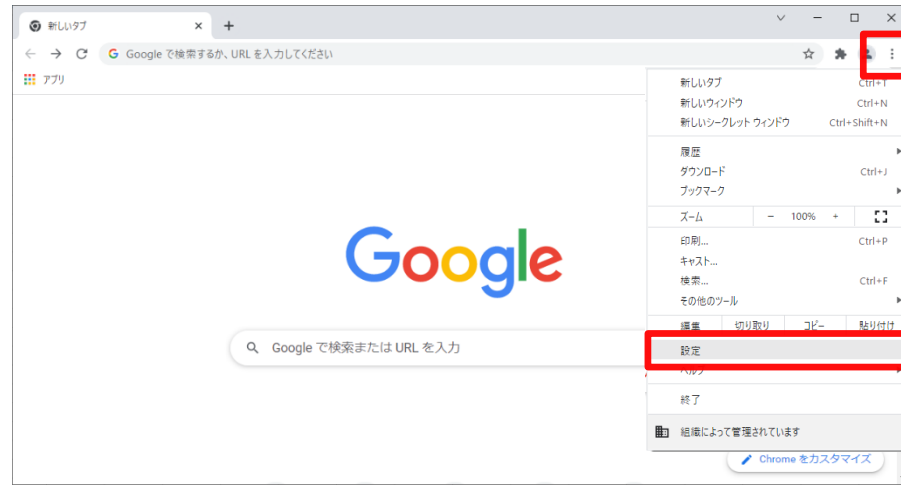 新しいタブ
Google で検索するか、URL を入力してください
アプリ
新しいタブ Ctrl+T
新しいウィンドウ Ctrl+N
新しいシークレット ウィンドウ Ctrl+Shift+N
履歴
ダウンロード Ctrl+J
ブックマーク
ズーム - 100% +
印刷... Ctrl+P
キャスト...
検索... Ctrl+F
その他のツール
編集 切り取り コピー 貼り付け
設定
ヘルプ
終了
組織によって管理されています
Google
Google で検索または URL を入力
Chrome をカスタマイズ